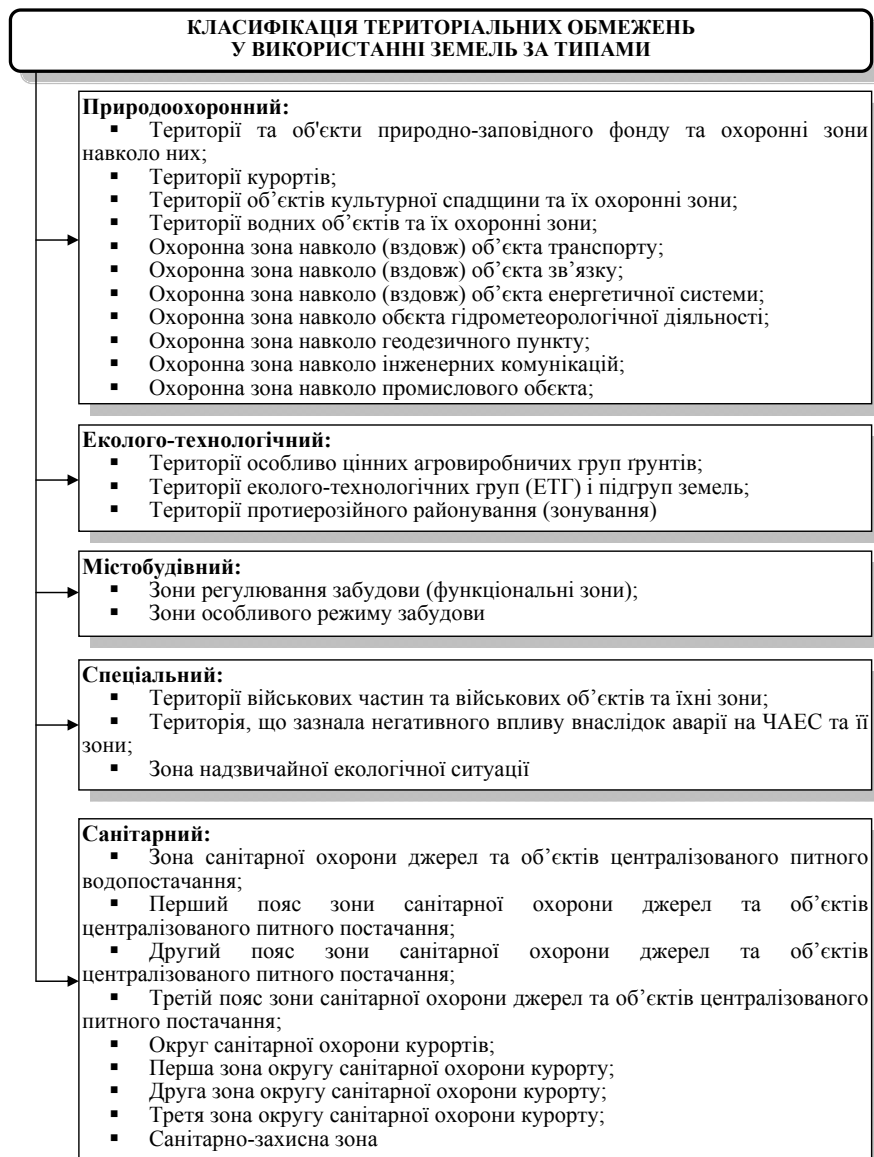 КЛАСИФІКАЦІЯ ТЕРИТОРІАЛЬНИХ ОБМЕЖЕНЬ
У ВИКОРИСТАННІ ЗЕМЕЛЬ ЗА ТИПАМИ
Природоохоронний:
▪ Території та об'єкти природно-заповідного фонду та охоронні зони
навколо них;
▪ Території курортів;
▪ Території об’єктів культурної спадщини та їх охоронні зони;
▪ Території водних об’єктів та їх охоронні зони;
▪ Охоронна зона навколо (вздовж) об’єкта транспорту;
▪ Охоронна зона навколо (вздовж) об’єкта зв’язку;
▪ Охоронна зона навколо (вздовж) об’єкта енергетичної системи;
▪ Охоронна зона навколо обєкта гідрометеорологічної діяльності;
▪ Охоронна зона навколо геодезичного пункту;
▪ Охоронна зона навколо інженерних комунікацій;
▪ Охоронна зона навколо промислового обєкта;
Еколого-технологічний:
▪ Території особливо цінних агровиробничих груп ґрунтів;
▪ Території еколого-технологічних груп (ЕТГ) і підгруп земель;
▪ Території протиерозійного районування (зонування)
Містобудівний:
▪ Зони регулювання забудови (функціональні зони);
▪ Зони особливого режиму забудови
Спеціальний:
▪ Території військових частин та військових об’єктів та їхні зони;
▪ Територія, що зазнала негативного впливу внаслідок аварії на ЧАЕС та її
зони;
▪ Зона надзвичайної екологічної ситуації
Санітарний:
▪ Зона санітарної охорони джерел та об’єктів централізованого питного
водопостачання;
▪ Перший пояс зони санітарної охорони джерел та об’єктів
централізованого питного постачання;
▪ Другий пояс зони санітарної охорони джерел та об’єктів
централізованого питного постачання;
▪ Третій пояс зони санітарної охорони джерел та об’єктів централізованого
питного постачання;
▪ Округ санітарної охорони курортів;
▪ Перша зона округу санітарної охорони курорту;
▪ Друга зона округу санітарної охорони курорту;
▪ Третя зона округу санітарної охорони курорту;
▪ Санітарно-захисна зона